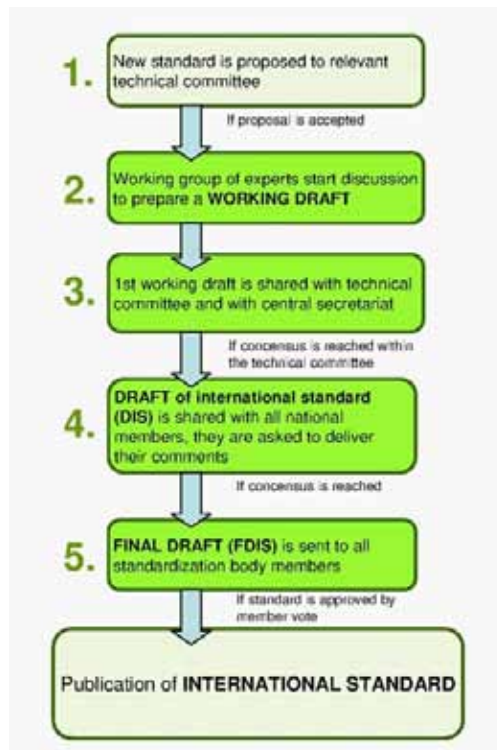 1.
New standard is proposed to relevant
technical committee
If proposal is accepted
2.
Working group of experts start discussion
to prepare a WORKING DRAFT
3.
1st working draft is shared with technical
committee and with central secretariat
If concensus is reached within
the technical committee
4.
DRAFT of international standard
(DIS) is shared with all national
members, they are asked to deliver
their comments
If concensus is reached
5.
FINAL DRAFT (FDIS) is sent to all
standardization body members
If standard is approved by
member vote
Publication of INTERNATIONAL STANDARD